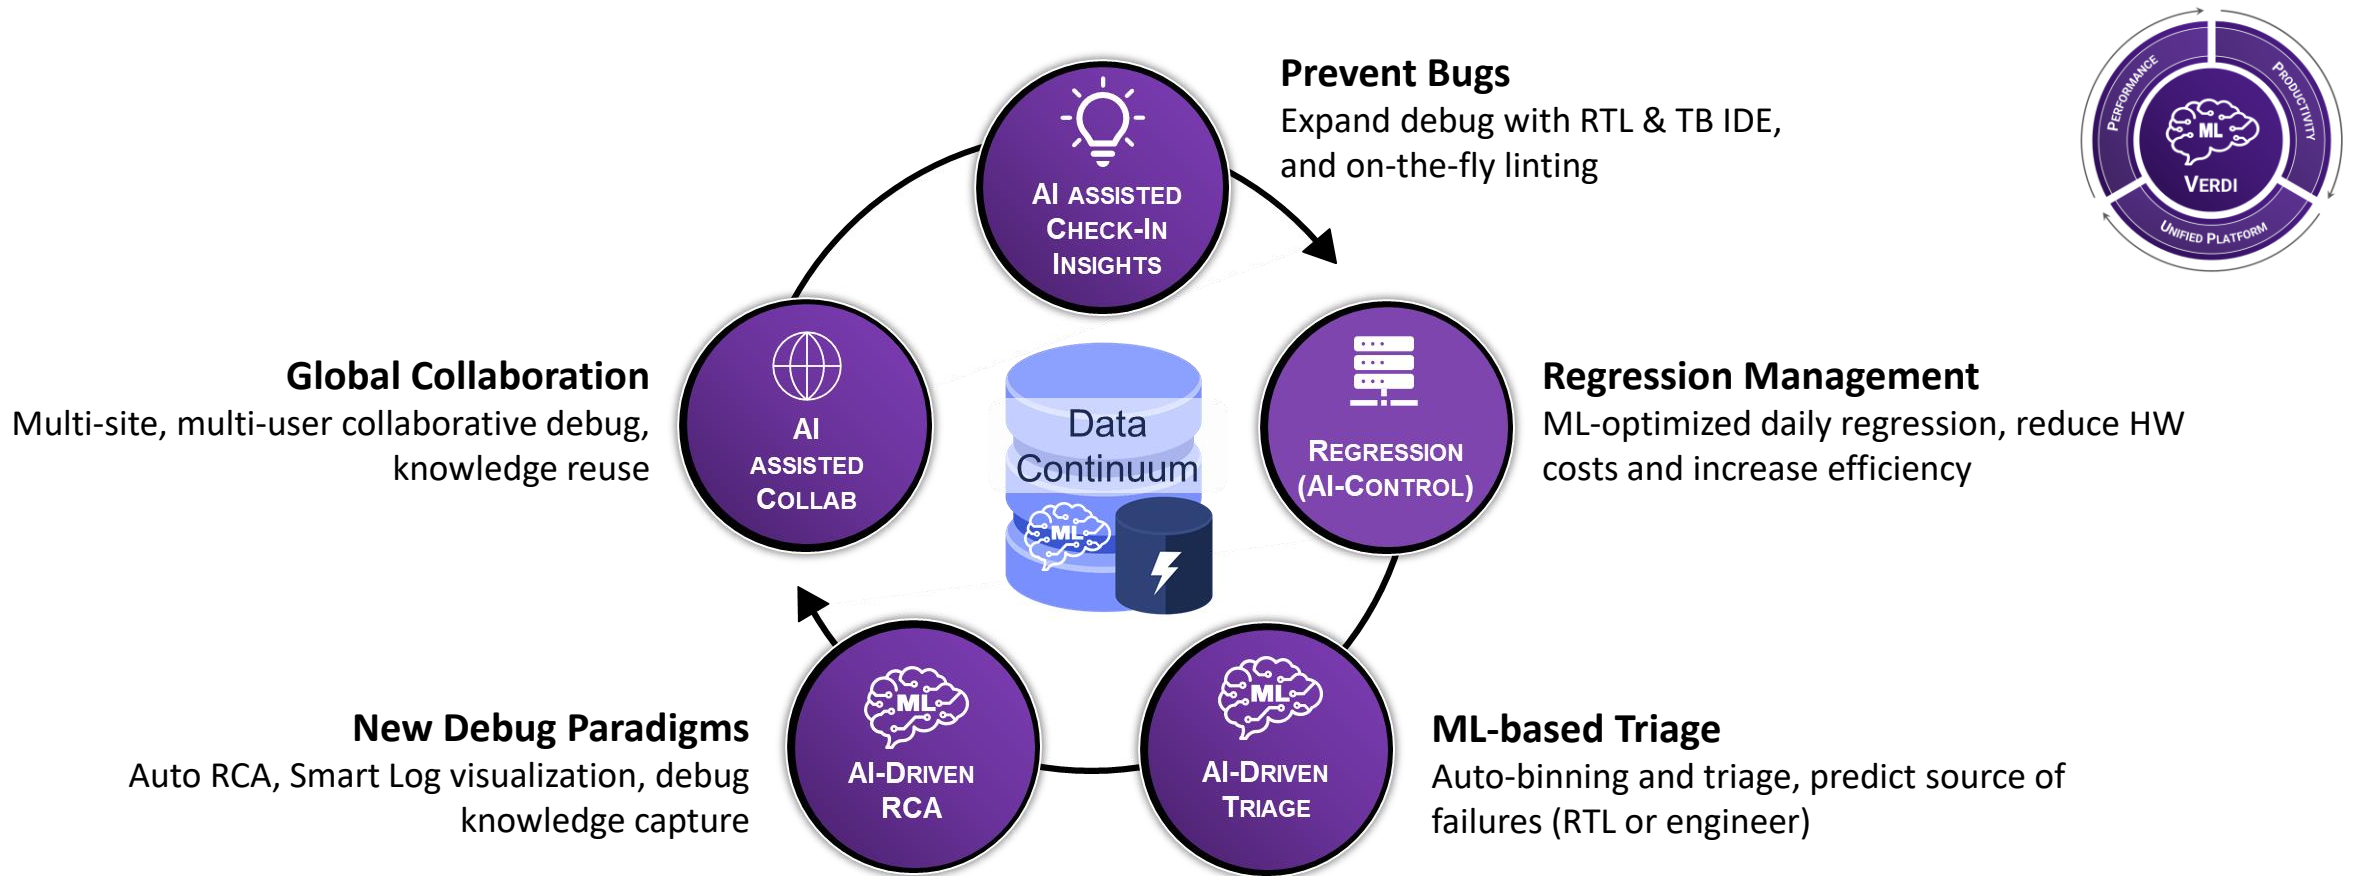 Prevent Bugs
Expand debug with RTL & TB IDE,
and on-the-fly linting
PERFORMANCE
PRODUCTIVITY
ML
VERDI
UNIFIED PLATFORM
AI ASSISTED
CHECK-IN
INSIGHTS
Global Collaboration
Multi-site, multi-user collaborative debug,
knowledge reuse
AI
ASSISTED
COLLAB
Data
Continuum
ML
REGRESSION
(AI-CONTROL)
Regression Management
ML-optimized daily regression, reduce HW
costs and increase efficiency
New Debug Paradigms
Auto RCA, Smart Log visualization, debug
knowledge capture
ML
AI-DRIVEN
RCA
ML
AI-DRIVEN
TRIAGE
ML-based Triage
Auto-binning and triage, predict source of
failures (RTL or engineer)